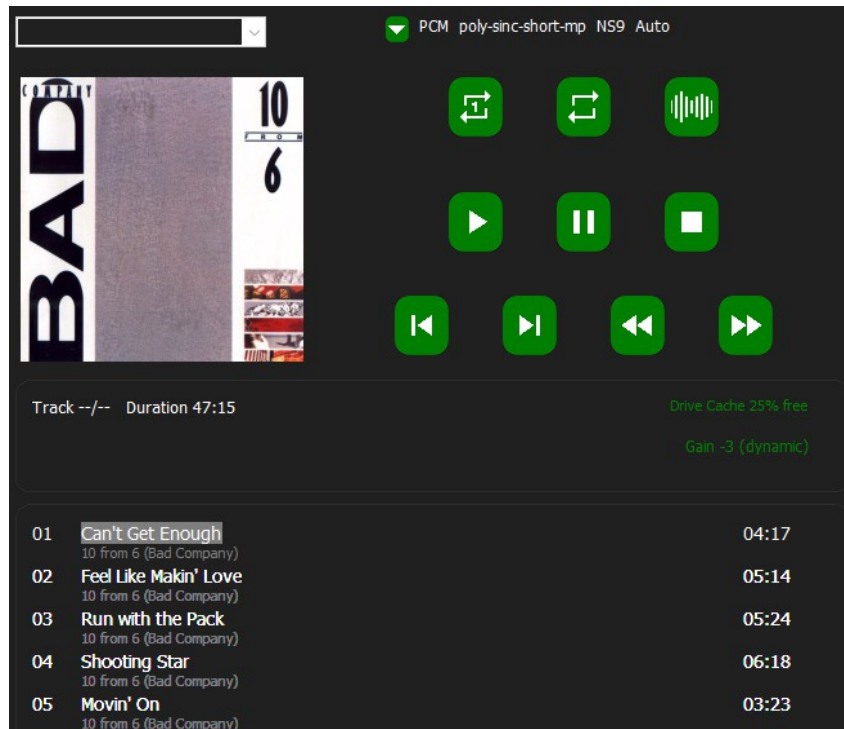 PCM poly-sinc-short-mp NS9 Auto
COMPANY
BAD
10
FROM
6
1
Track --/-- Duration 47:15
Drive Cache 25% free
Gain -3 (dynamic)
01 Can't Get Enough 04:17
10 from 6 (Bad Company)
02 Feel Like Makin' Love 05:14
10 from 6 (Bad Company)
03 Run with the Pack 05:24
10 from 6 (Bad Company)
04 Shooting Star 06:18
10 from 6 (Bad Company)
05 Movin' On 03:23
10 from 6 (Bad Company)